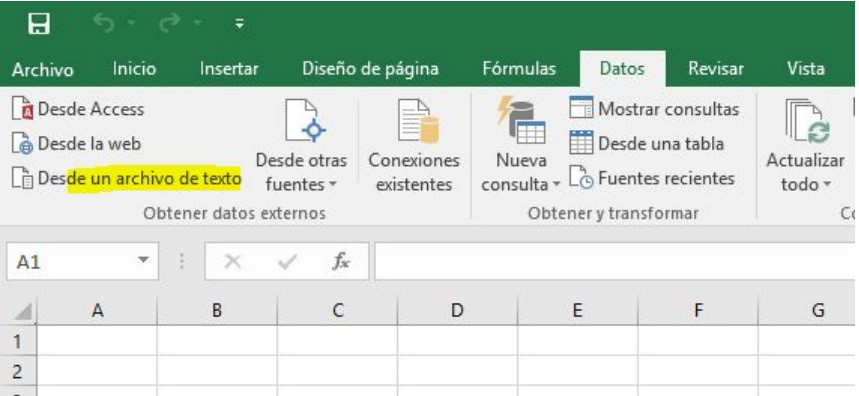 Archivo Inicio Insertar Diseño de página Fórmulas Datos Revisar Vista
Desde Access
Desde la web
Desde un archivo de texto
Desde otras
fuentes
Conexiones
existentes
Obtener datos externos
Nueva
consulta
Mostrar consultas
Desde una tabla
Fuentes recientes
Obtener y transformar
Actualizar
todo
A1 fx
A B C D E F G
1
2